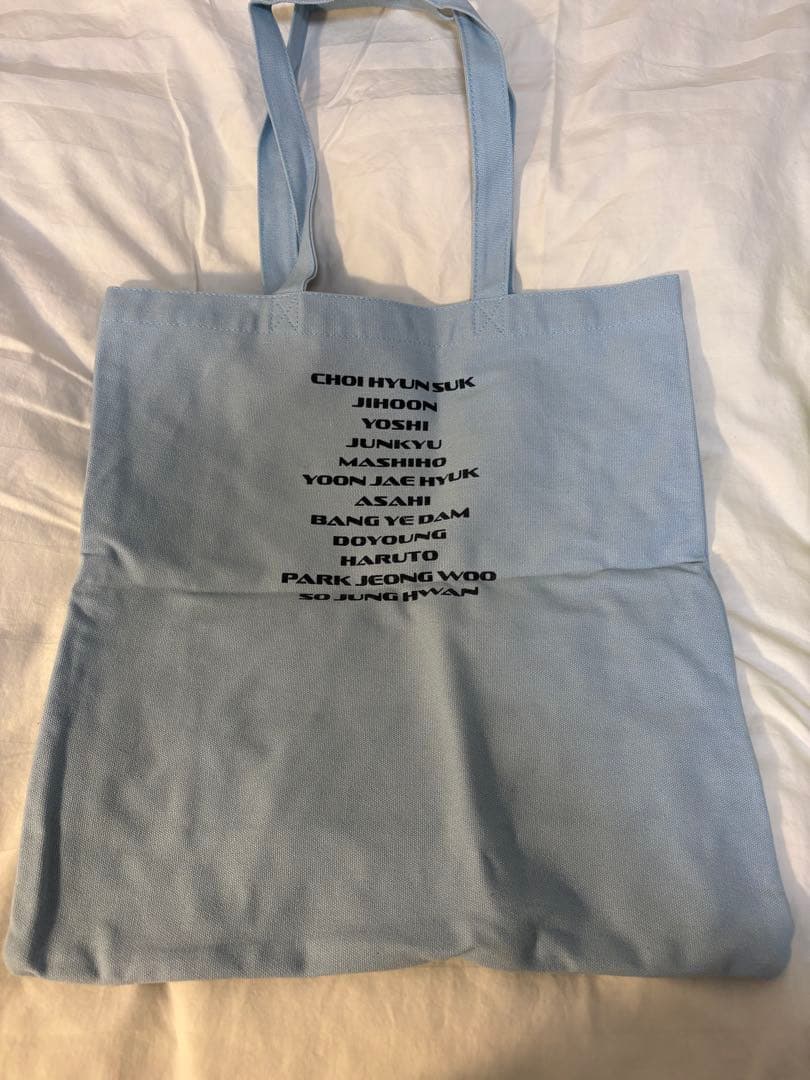 CHOI HYUN SUK
JIHOON
YOSHI
JUNKYU
MASHIHO
YOON JAE HYUK
ASAHI
BANG YE DAM
DOYOUNG
HARUTO
PARK JEONG WOO
SO JUNG HWAN